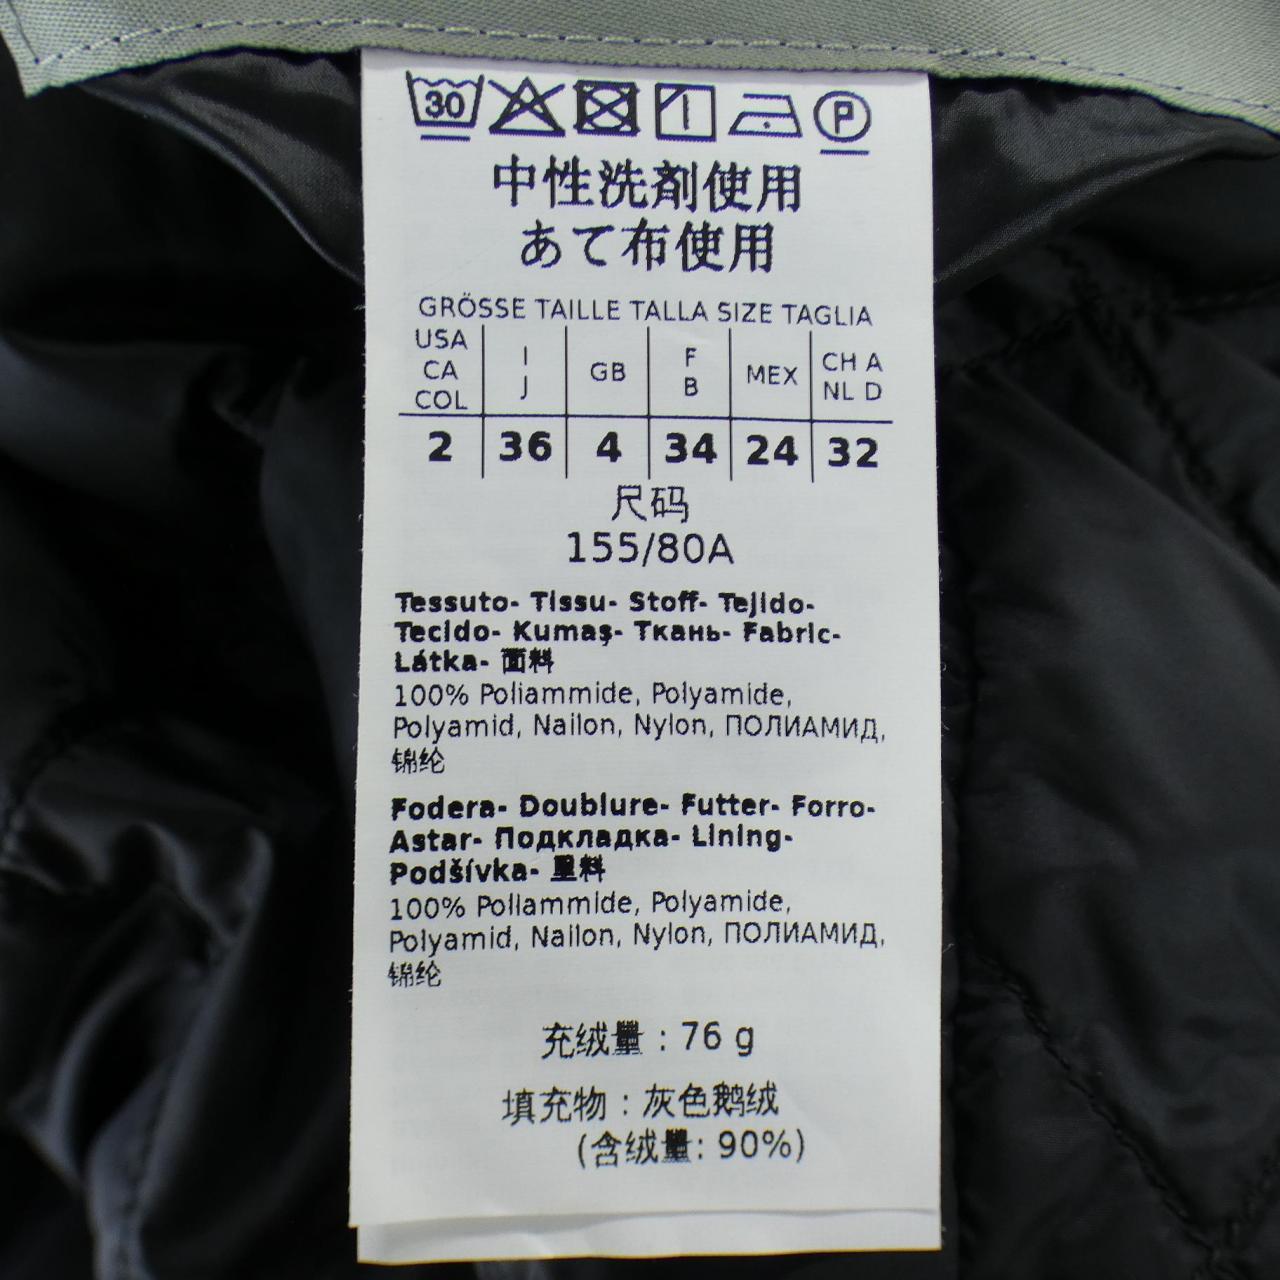 30 P
中性洗剤使用
あて布使用
GRÖSSE TAILLE TALLA SIZE TAGLIA
USA CA COL I J GB F B MEX CH A NL D
2 36 4 34 24 32
尺码
155/80A
Tessuto- Tissu- Stoff- Tejido-
Tecido- Kumaş- Ткань- Fabric-
Látka- 面料
100% Poliammide, Polyamide,
Polyamid, Nailon, Nylon, ПОЛИАМИД,
锦纶
Fodera- Doublure- Futter- Forro-
Astar- Подкладка- Lining-
Podšívka- 里料
100% Poliammide, Polyamide,
Polyamid, Nailon, Nylon, ПОЛИАМИД,
锦纶
充绒量 : 76 g
填充物 : 灰色鹅绒
(含绒量: 90%)